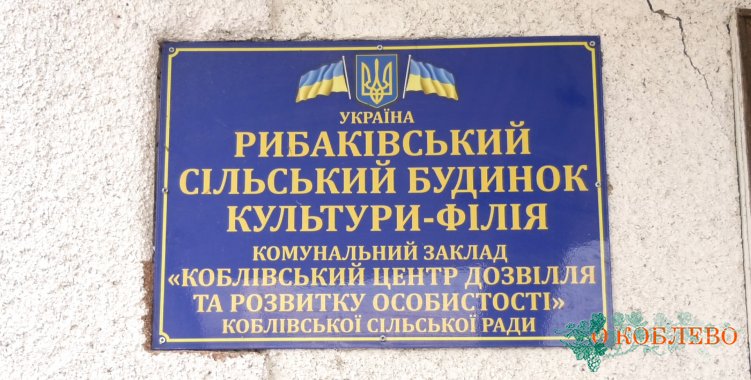 УКРАЇНА
РИБАКІВСЬКИЙ
СІЛЬСЬКИЙ БУДИНОК
КУЛЬТУРИ-ФІЛІЯ
КОМУНАЛЬНИЙ ЗАКЛАД
«КОБЛІВСЬКИЙ ЦЕНТР ДОЗВІЛЛЯ
ТА РОЗВИТКУ ОСОБИСТОСТІ»
КОБЛІВСЬКОЇ СІЛЬСЬКОЇ РАДИ
О КОБЛЕВО